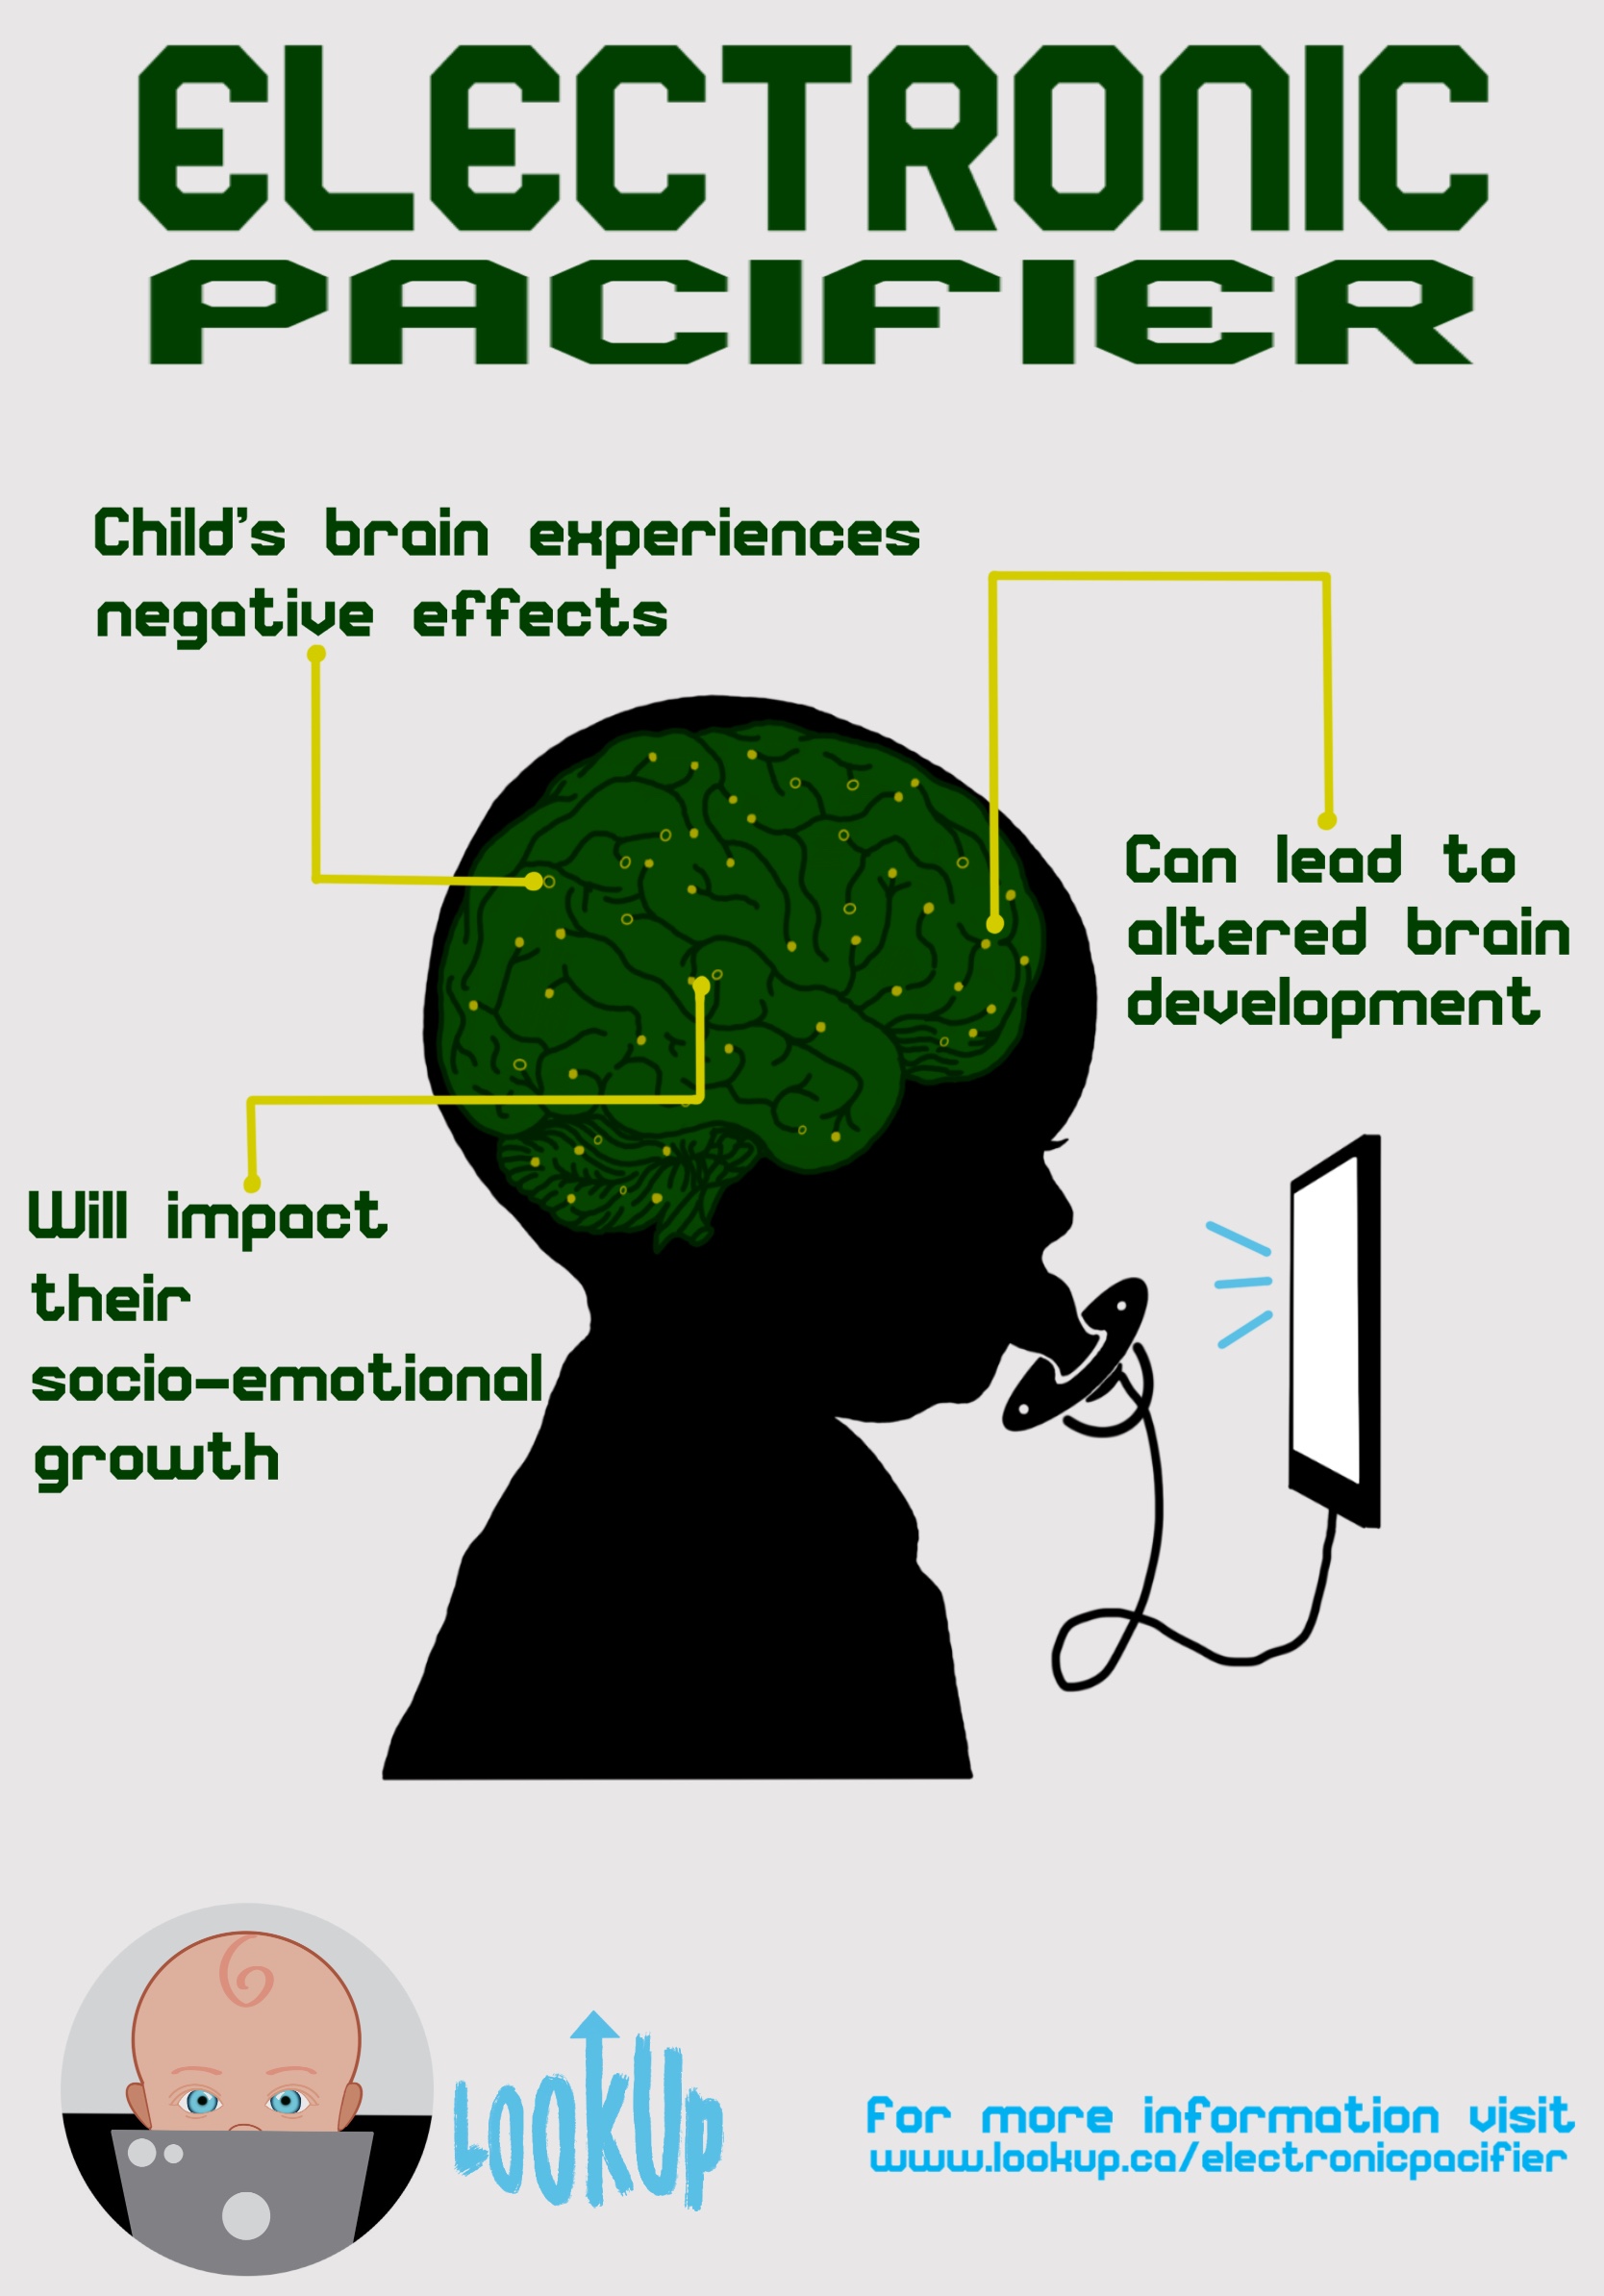 ELECTRONIC
PACIFIER
Child's brain experiences
negative effects
Can lead to
altered brain
development
Will impact
their
socio-emotional
growth
LOOKUp
for more information visit
www.lookup.ca/electronicpacifier